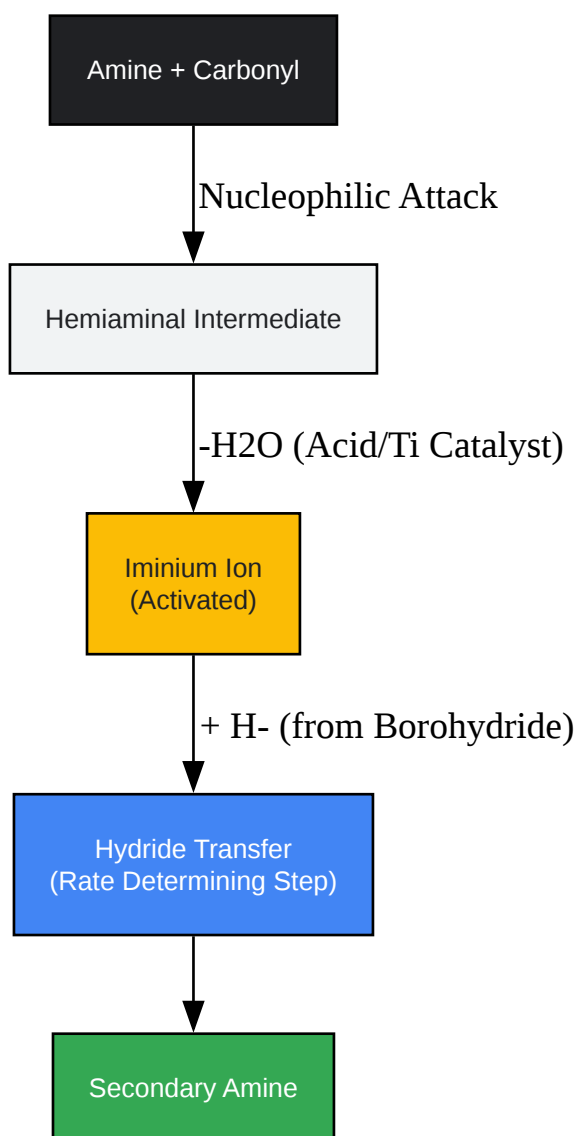 Amine + Carbonyl
Nucleophilic Attack
Hemiaminal Intermediate
-H2O (Acid/Ti Catalyst)
Iminium Ion
(Activated)
+ H- (from Borohydride)
Hydride Transfer
(Rate Determining Step)
Secondary Amine